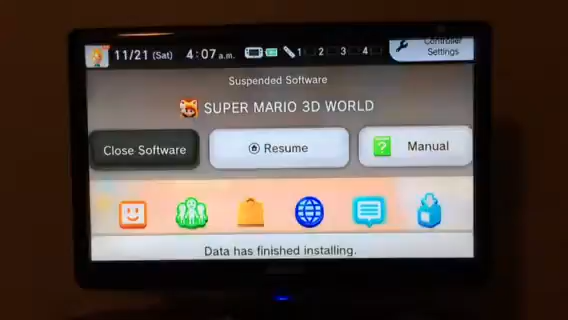 11/21 (Sat) 4:07 a.m. 1 2 3 4
Controller
Settings
Suspended Software
SUPER MARIO 3D WORLD
Close Software
Resume
? Manual
Data has finished installing.